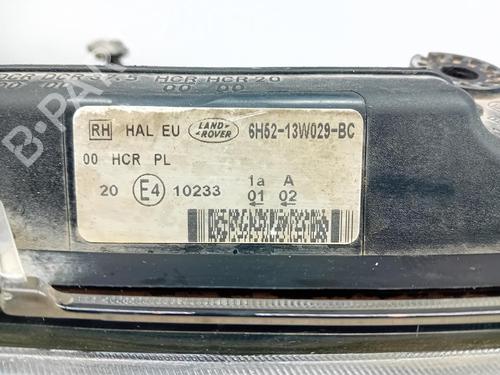 HCR HCR 20
00 00
RH HAL EU LAND ROVER 6H52-13W029-BC
00 HCR PL
20 E4 10233 1a A
01 02
B-PARTS